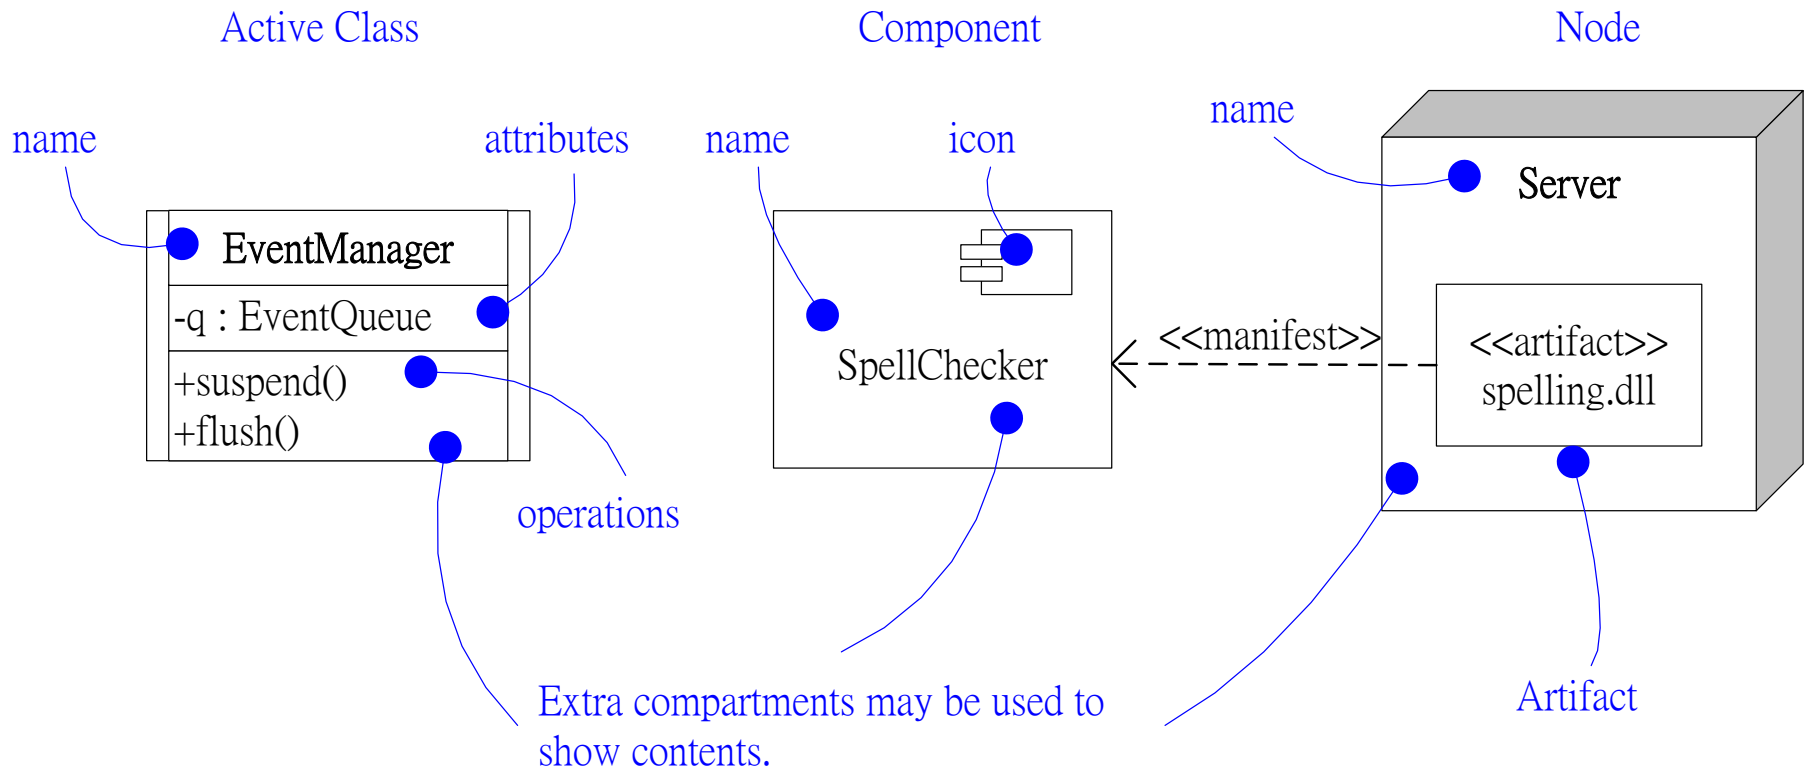 Active Class
Component
Node
name
attributes
name
icon
name
EventManager
-q : EventQueue
+suspend()
+flush()
operations
SpellChecker
<<manifest>>
Server
<<artifact>>
spelling.dll
Extra compartments may be used to
show contents.
Artifact